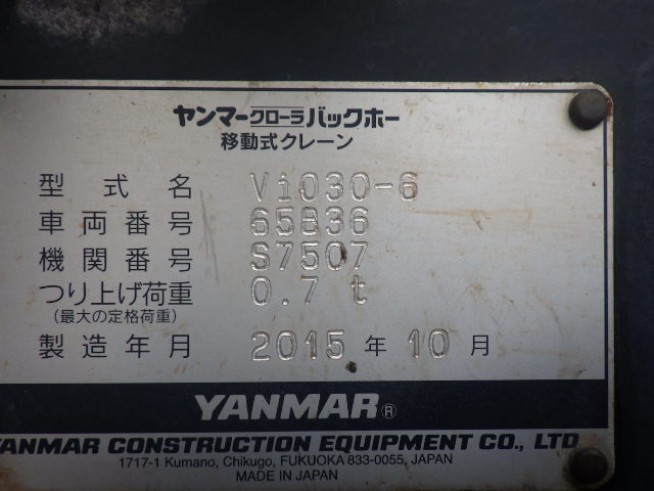 ヤンマークローラバックホー
移動式クレーン
型式名 ViO30-6
車両番号 65836
機関番号 S7507
つり上げ荷重 0.7 t
(最大の定格荷重)
製造年月 2015 年 10 月
YANMAR®
YANMAR CONSTRUCTION EQUIPMENT CO., LTD
1717-1 Kumano, Chikugo, FUKUOKA 833-0055, JAPAN
MADE IN JAPAN